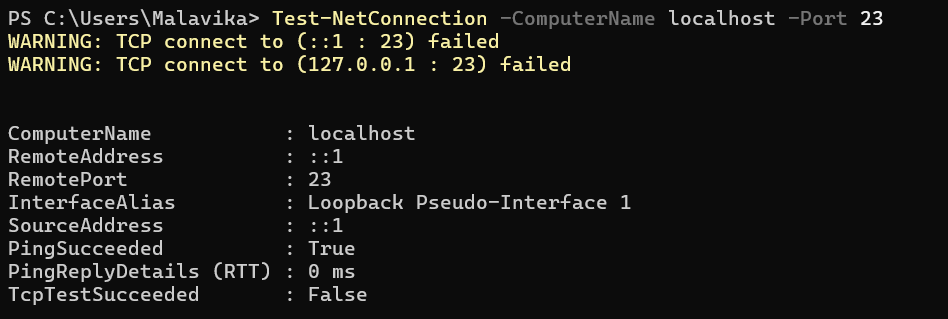 PS C:\Users\Malavika> Test-NetConnection -ComputerName localhost -Port 23
WARNING: TCP connect to (::1 : 23) failed
WARNING: TCP connect to (127.0.0.1 : 23) failed
ComputerName : localhost
RemoteAddress : ::1
RemotePort : 23
InterfaceAlias : Loopback Pseudo-Interface 1
SourceAddress : ::1
PingSucceeded : True
PingReplyDetails (RTT) : 0 ms
TcpTestSucceeded : False